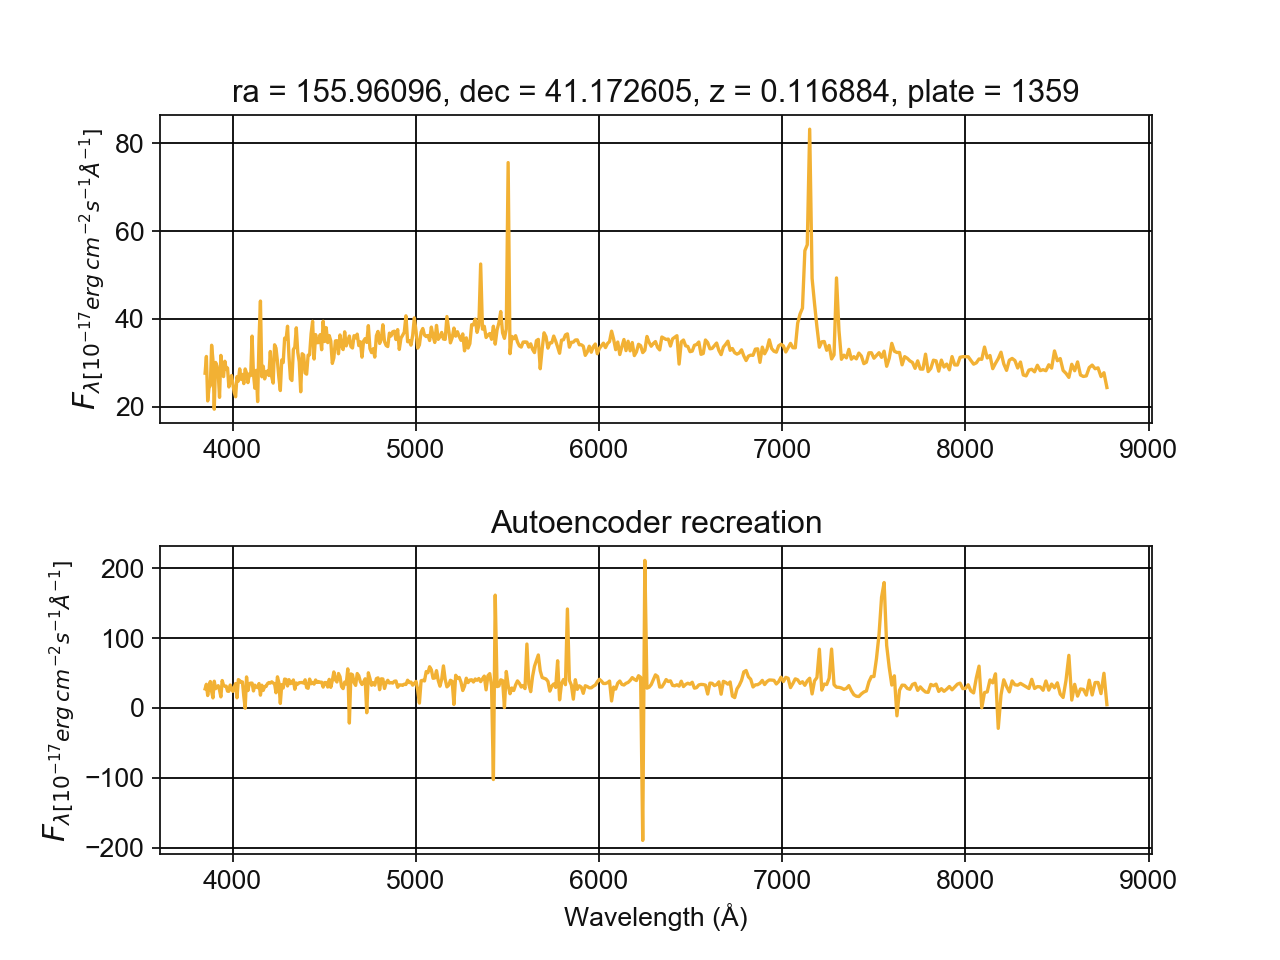 ra = 155.96096, dec = 41.172605, z = 0.116884, plate = 1359
F_λ[10^−17 erg cm^−2 s^−1 Å^−1]
80
60
40
20
4000 5000 6000 7000 8000 9000
Autoencoder recreation
F_λ[10^−17 erg cm^−2 s^−1 Å^−1]
200
100
0
−100
−200
4000 5000 6000 7000 8000 9000
Wavelength (Å)